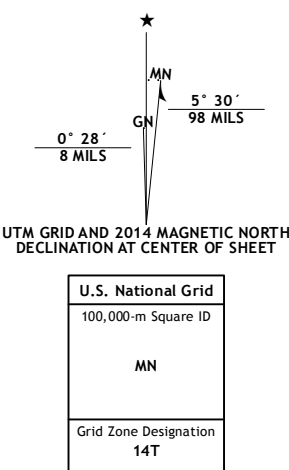 ★
MN
GN
5° 30´
98 MILS
0° 28´
8 MILS
UTM GRID AND 2014 MAGNETIC NORTH
DECLINATION AT CENTER OF SHEET
U.S. National Grid
100,000-m Square ID
MN
Grid Zone Designation
14T